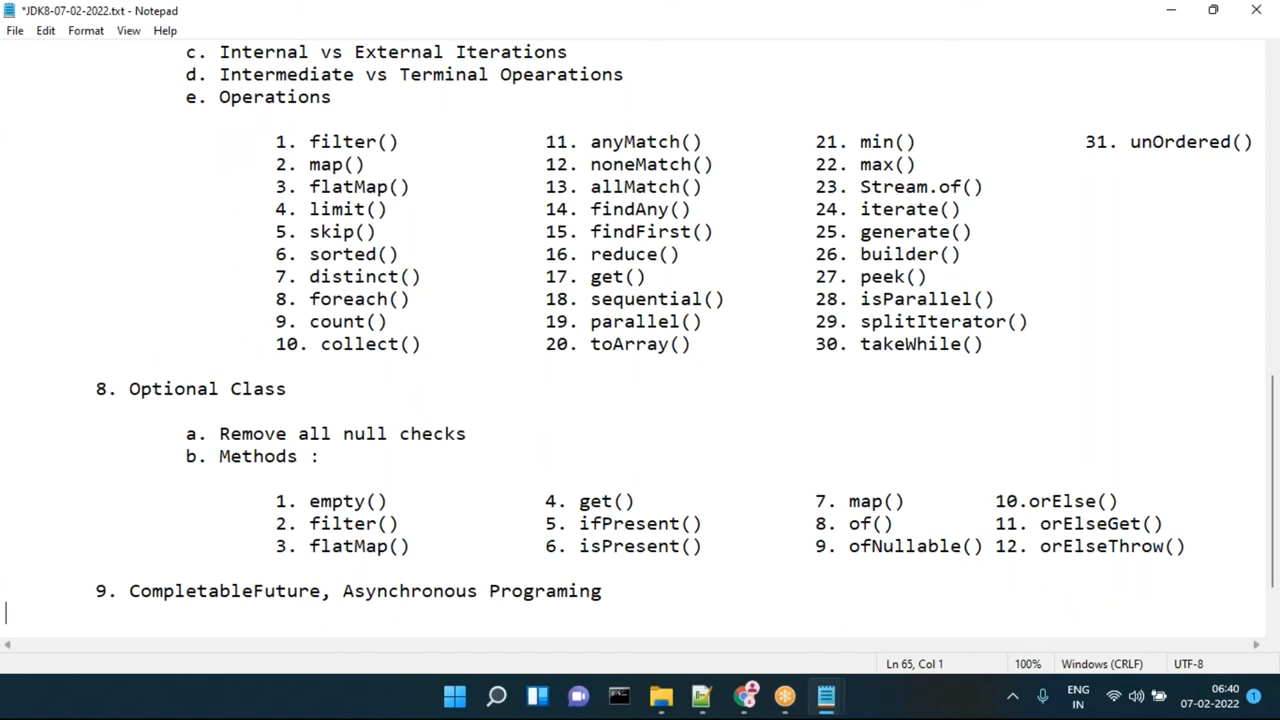 *JDK8-07-02-2022.txt - Notepad
File Edit Format View Help
c. Internal vs External Iterations
d. Intermediate vs Terminal Opearations
e. Operations
1. filter() 11. anyMatch() 21. min() 31. unOrdered()
2. map() 12. noneMatch() 22. max()
3. flatMap() 13. allMatch() 23. Stream.of()
4. limit() 14. findAny() 24. iterate()
5. skip() 15. findFirst() 25. generate()
6. sorted() 16. reduce() 26. builder()
7. distinct() 17. get() 27. peek()
8. foreach() 18. sequential() 28. isParallel()
9. count() 19. parallel() 29. splitIterator()
10. collect() 20. toArray() 30. takeWhile()
8. Optional Class
a. Remove all null checks
b. Methods :
1. empty() 4. get() 7. map() 10.orElse()
2. filter() 5. ifPresent() 8. of() 11. orElseGet()
3. flatMap() 6. isPresent() 9. ofNullable() 12. orElseThrow()
9. CompletableFuture, Asynchronous Programing
Ln 65, Col 1 100% Windows (CRLF) UTF-8
ENG 06:40
IN 07-02-2022 1